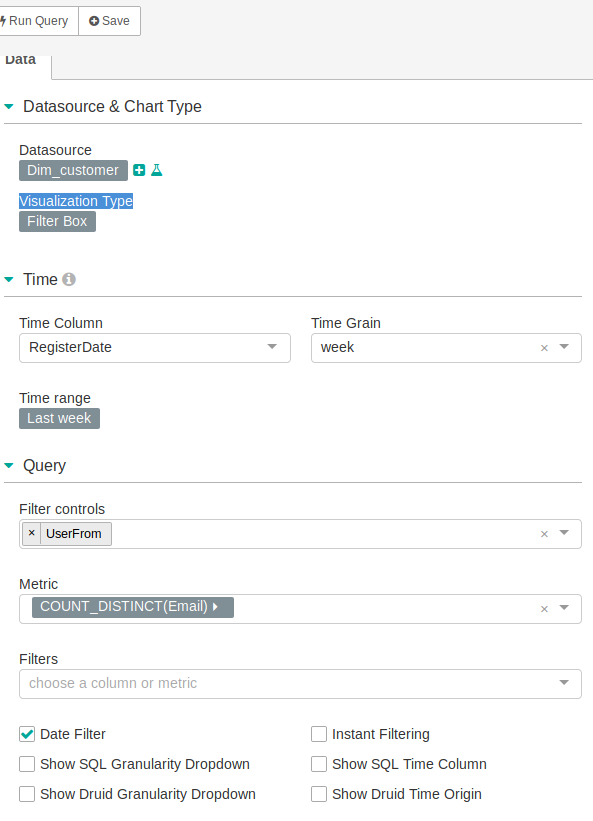 Run Query Save
Data
Datasource & Chart Type
Datasource
Dim_customer
Visualization Type
Filter Box
Time
Time Column Time Grain
RegisterDate week ×
Time range
Last week
Query
Filter controls
× UserFrom ×
Metric
COUNT_DISTINCT(Email) ×
Filters
choose a column or metric
Date Filter Instant Filtering
Show SQL Granularity Dropdown Show SQL Time Column
Show Druid Granularity Dropdown Show Druid Time Origin